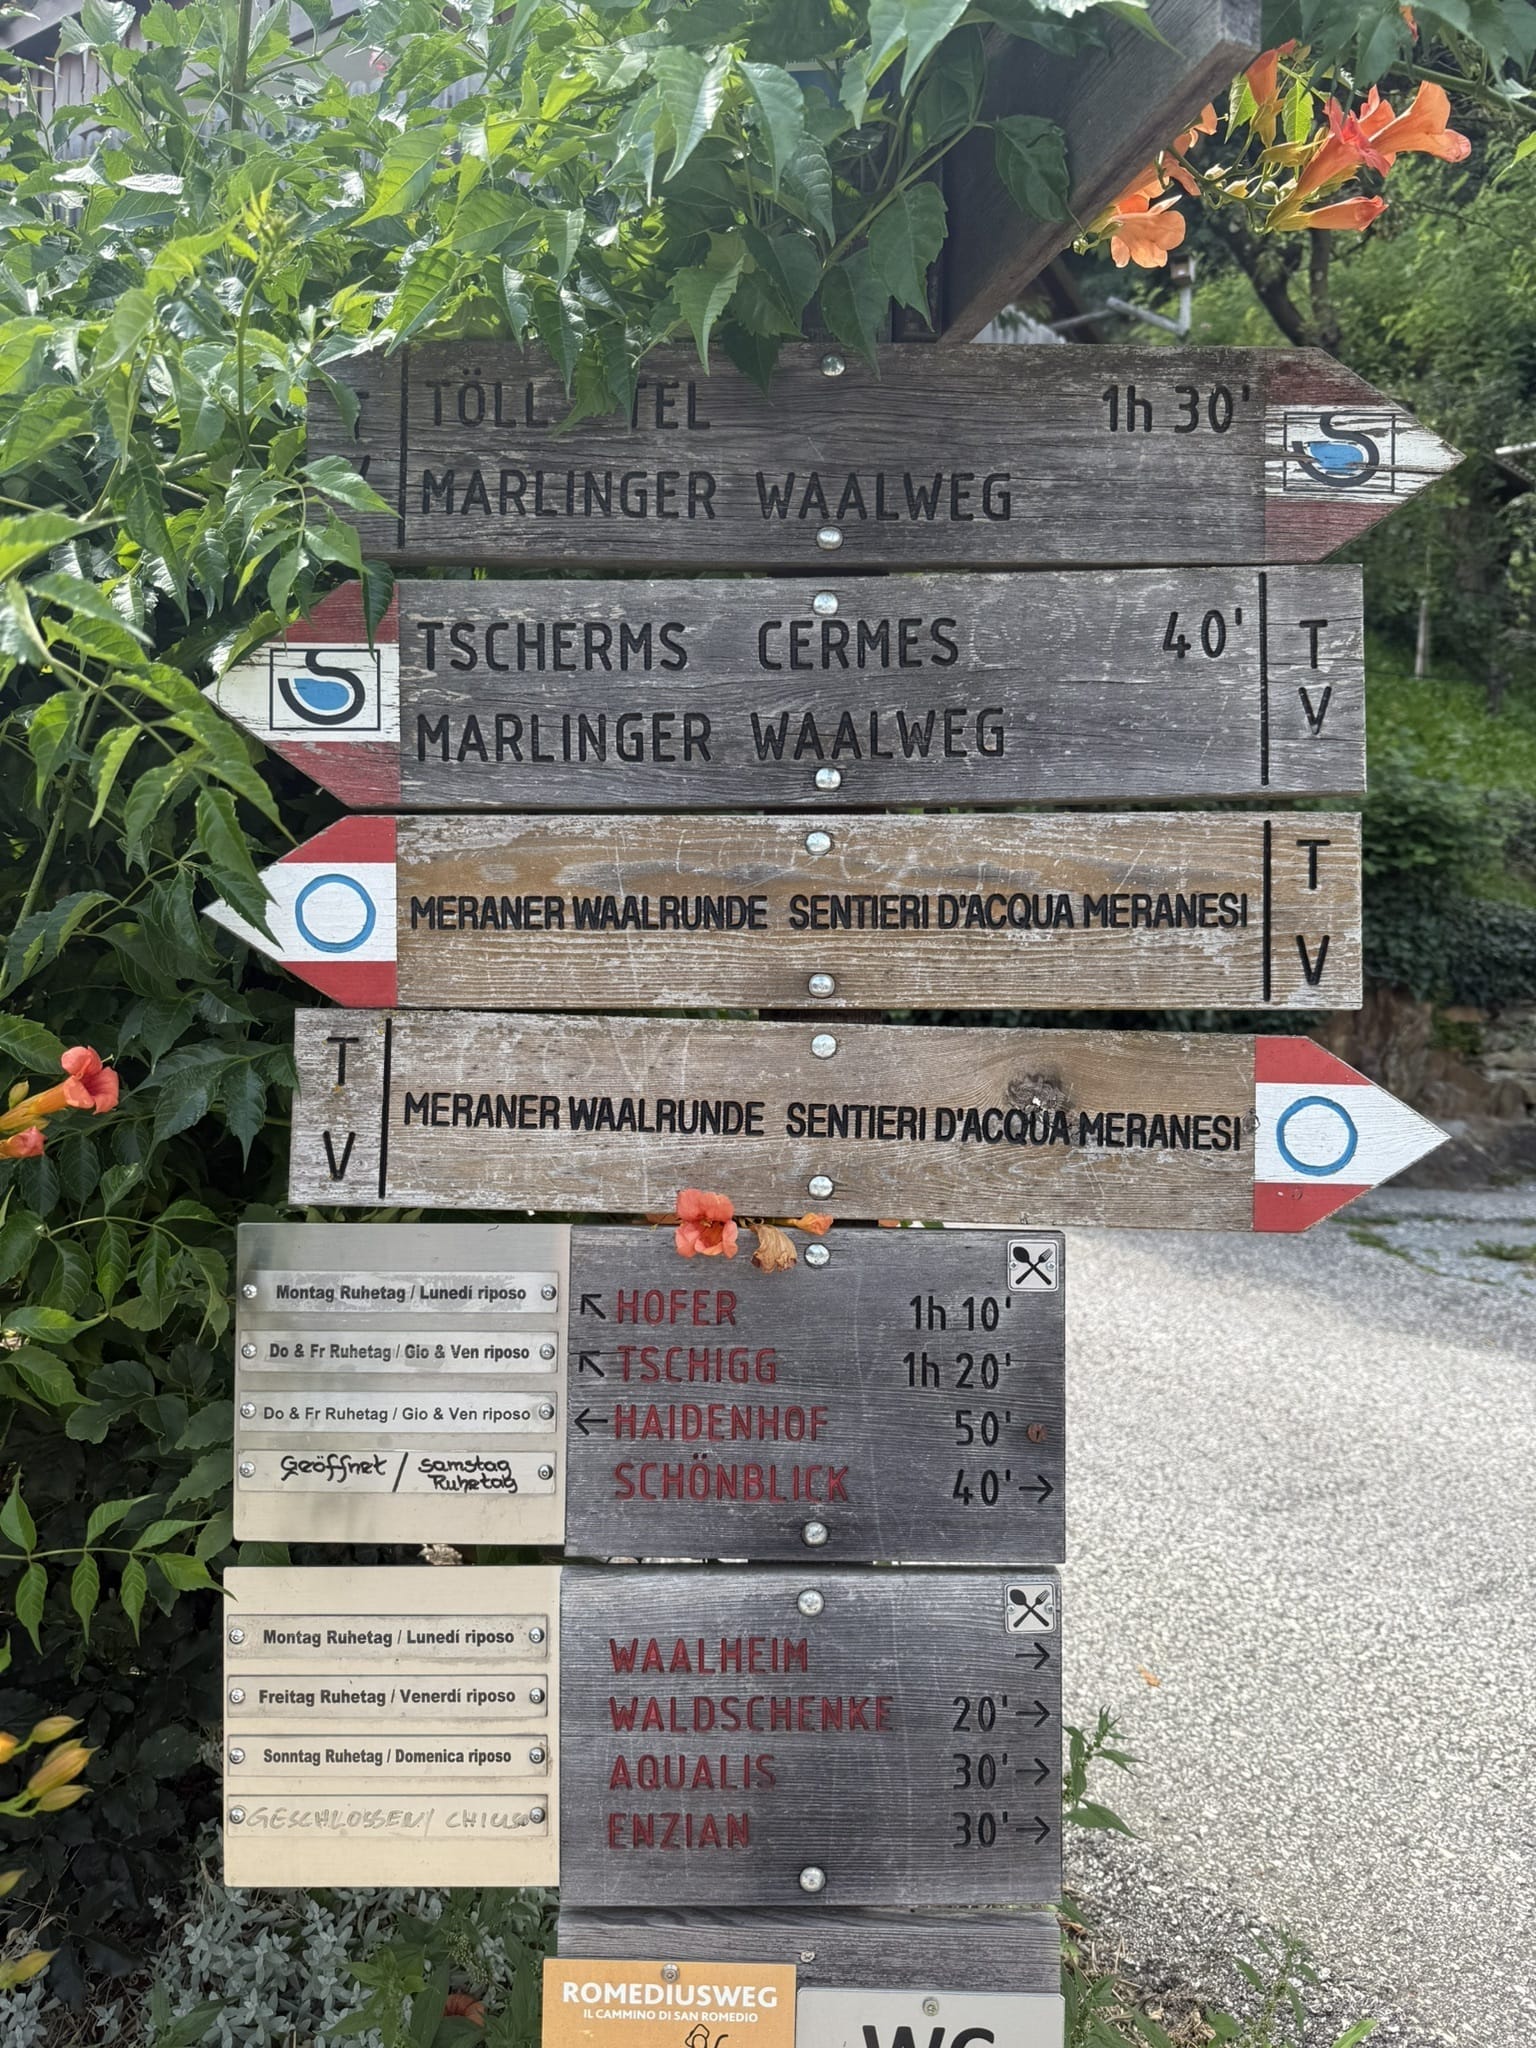 TÖLL TEL 1h 30'
MARLINGER WAALWEG
TSCHERMS CERMES 40' T
MARLINGER WAALWEG V
MERANER WAALRUNDE SENTIERI D'ACQUA MERANESI T V
T V MERANER WAALRUNDE SENTIERI D'ACQUA MERANESI
Montag Ruhetag / Lunedí riposo ↖ HOFER 1h 10'
Do & Fr Ruhetag / Gio & Ven riposo ↖ TSCHIGG 1h 20'
Do & Fr Ruhetag / Gio & Ven riposo ← HAIDENHOF 50'
Geöffnet / Samstag Ruhetag SCHÖNBLICK 40' →
Montag Ruhetag / Lunedí riposo WAALHEIM →
Freitag Ruhetag / Venerdí riposo WALDSCHENKE 20' →
Sonntag Ruhetag / Domenica riposo AQUALIS 30' →
GESCHLOSSEN / CHIUSO ENZIAN 30' →
ROMEDIUSWEG
IL CAMMINO DI SAN ROMEDIO
WC